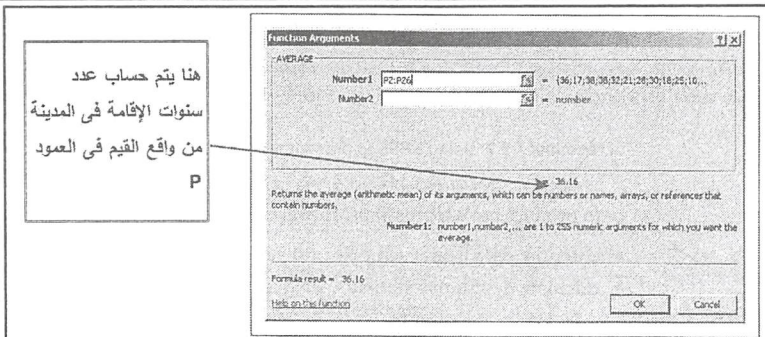 هنا يتم حساب عدد
سنوات الإقامة فى المدينة
من واقع القيم فى العمود
P
Function Arguments
AVERAGE
Number1 P2:P26 = {36;17;38;38;32;21;28;30;18;25;10...
Number2 = number
= 36.16
Returns the average (arithmetic mean) of its arguments, which can be numbers or names, arrays, or references that
contain numbers.
Number1: number1,number2,... are 1 to 255 numeric arguments for which you want the
average.
Formula result = 36.16
Help on this function
OK Cancel